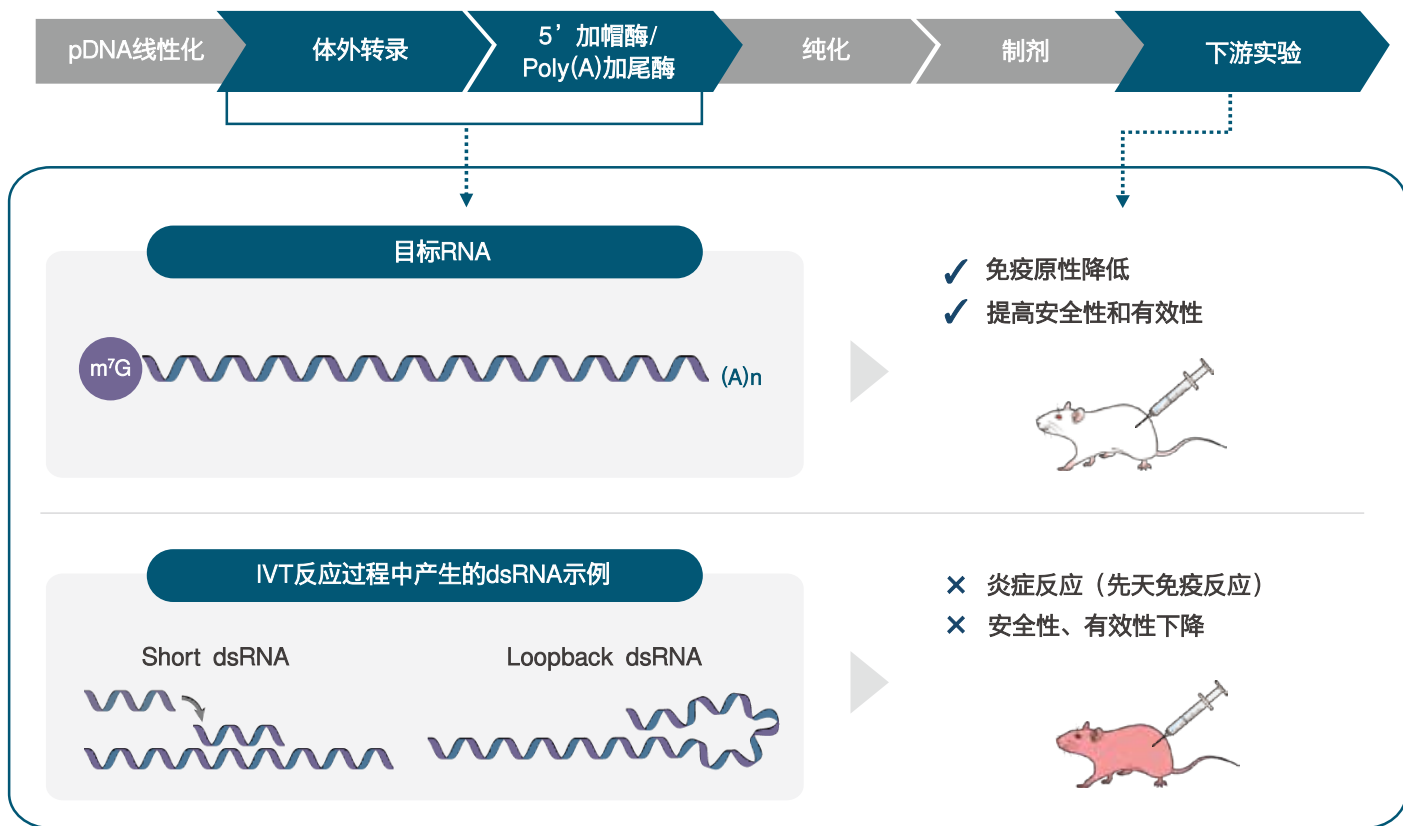 pDNA线性化
体外转录
5’加帽酶/
Poly(A)加尾酶
纯化
制剂
下游实验
目标RNA
m⁷G
(A)n
✓ 免疫原性降低
✓ 提高安全性和有效性
IVT反应过程中产生的dsRNA示例
Short dsRNA
Loopback dsRNA
× 炎症反应（先天免疫反应）
× 安全性、有效性下降